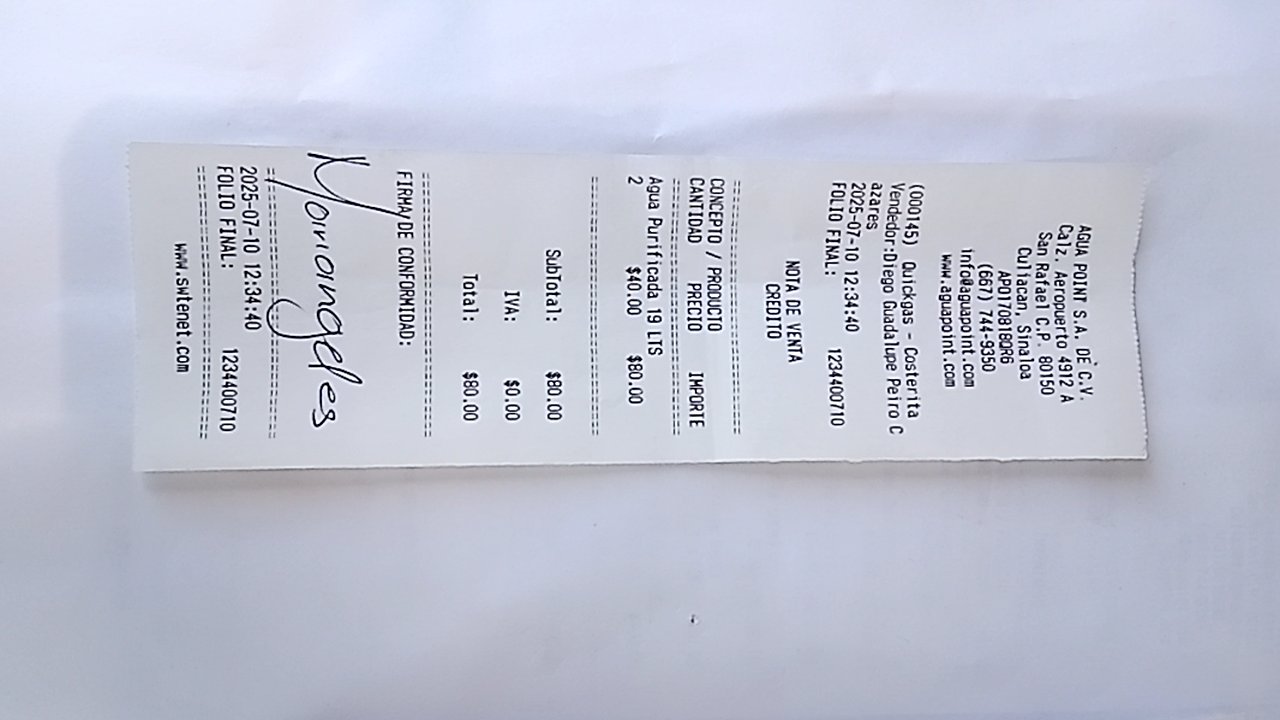 AGUA POINT S.A. DE C.V.
Calz. Aeropuerto 4912 A
San Rafael C.P. 80150
Culiacan, Sinaloa
APO170818QR6
(667) 744-9350
info@aguapoint.com
www.aguapoint.com
(000145) Quickgas - Costerita
Vendedor:Diego Guadalupe Peiro C
azares
2025-07-10 12:34:40
FOLIO FINAL: 1234400710
NOTA DE VENTA
CREDITO
================================
CONCEPTO / PRODUCTO
CANTIDAD PRECIO IMPORTE
================================
Agua Purificada 19 LTS
2 $40.00 $80.00
================================
SubTotal: $80.00
IVA: $0.00
Total: $80.00
================================
FIRMA DE CONFORMIDAD:
Mariangeles
================================
2025-07-10 12:34:40
FOLIO FINAL: 1234400710
================================
www.swtenet.com